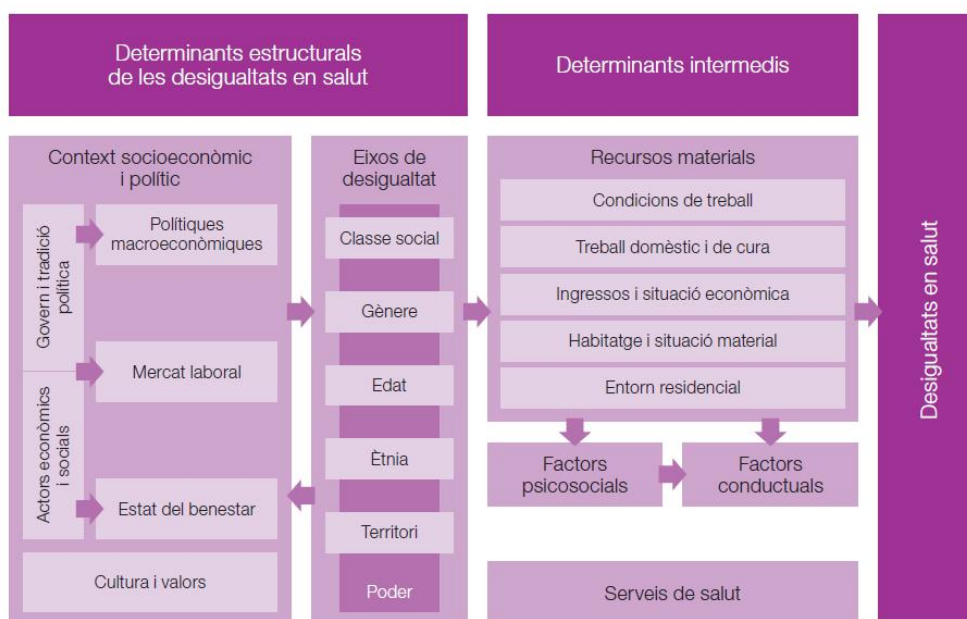 Determinants estructurals
de les desigualtats en salut
Determinants intermedis
Desigualtats en salut
Context socioeconòmic
i polític
Govern i tradició
política
Actors econòmics
i socials
Polítiques
macroeconòmiques
Mercat laboral
Estat del benestar
Cultura i valors
Eixos de
desigualtat
Classe social
Gènere
Edat
Ètnia
Territori
Poder
Recursos materials
Condicions de treball
Treball domèstic i de cura
Ingressos i situació econòmica
Habitatge i situació material
Entorn residencial
Factors
psicosocials
Factors
conductuals
Serveis de salut